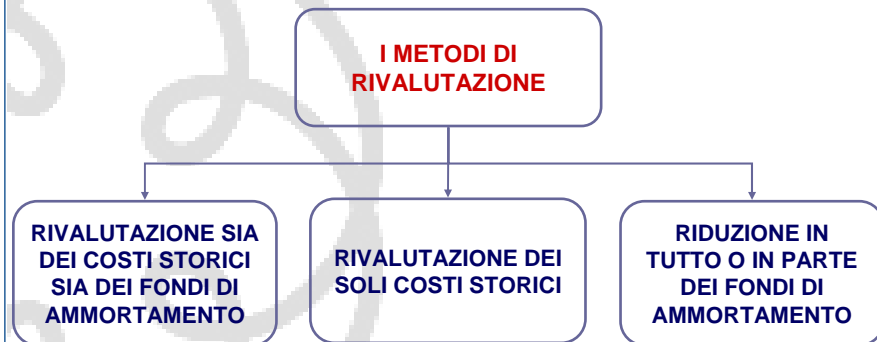 I METODI DI
RIVALUTAZIONE
RIVALUTAZIONE SIA
DEI COSTI STORICI
SIA DEI FONDI DI
AMMORTAMENTO
RIVALUTAZIONE DEI
SOLI COSTI STORICI
RIDUZIONE IN
TUTTO O IN PARTE
DEI FONDI DI
AMMORTAMENTO